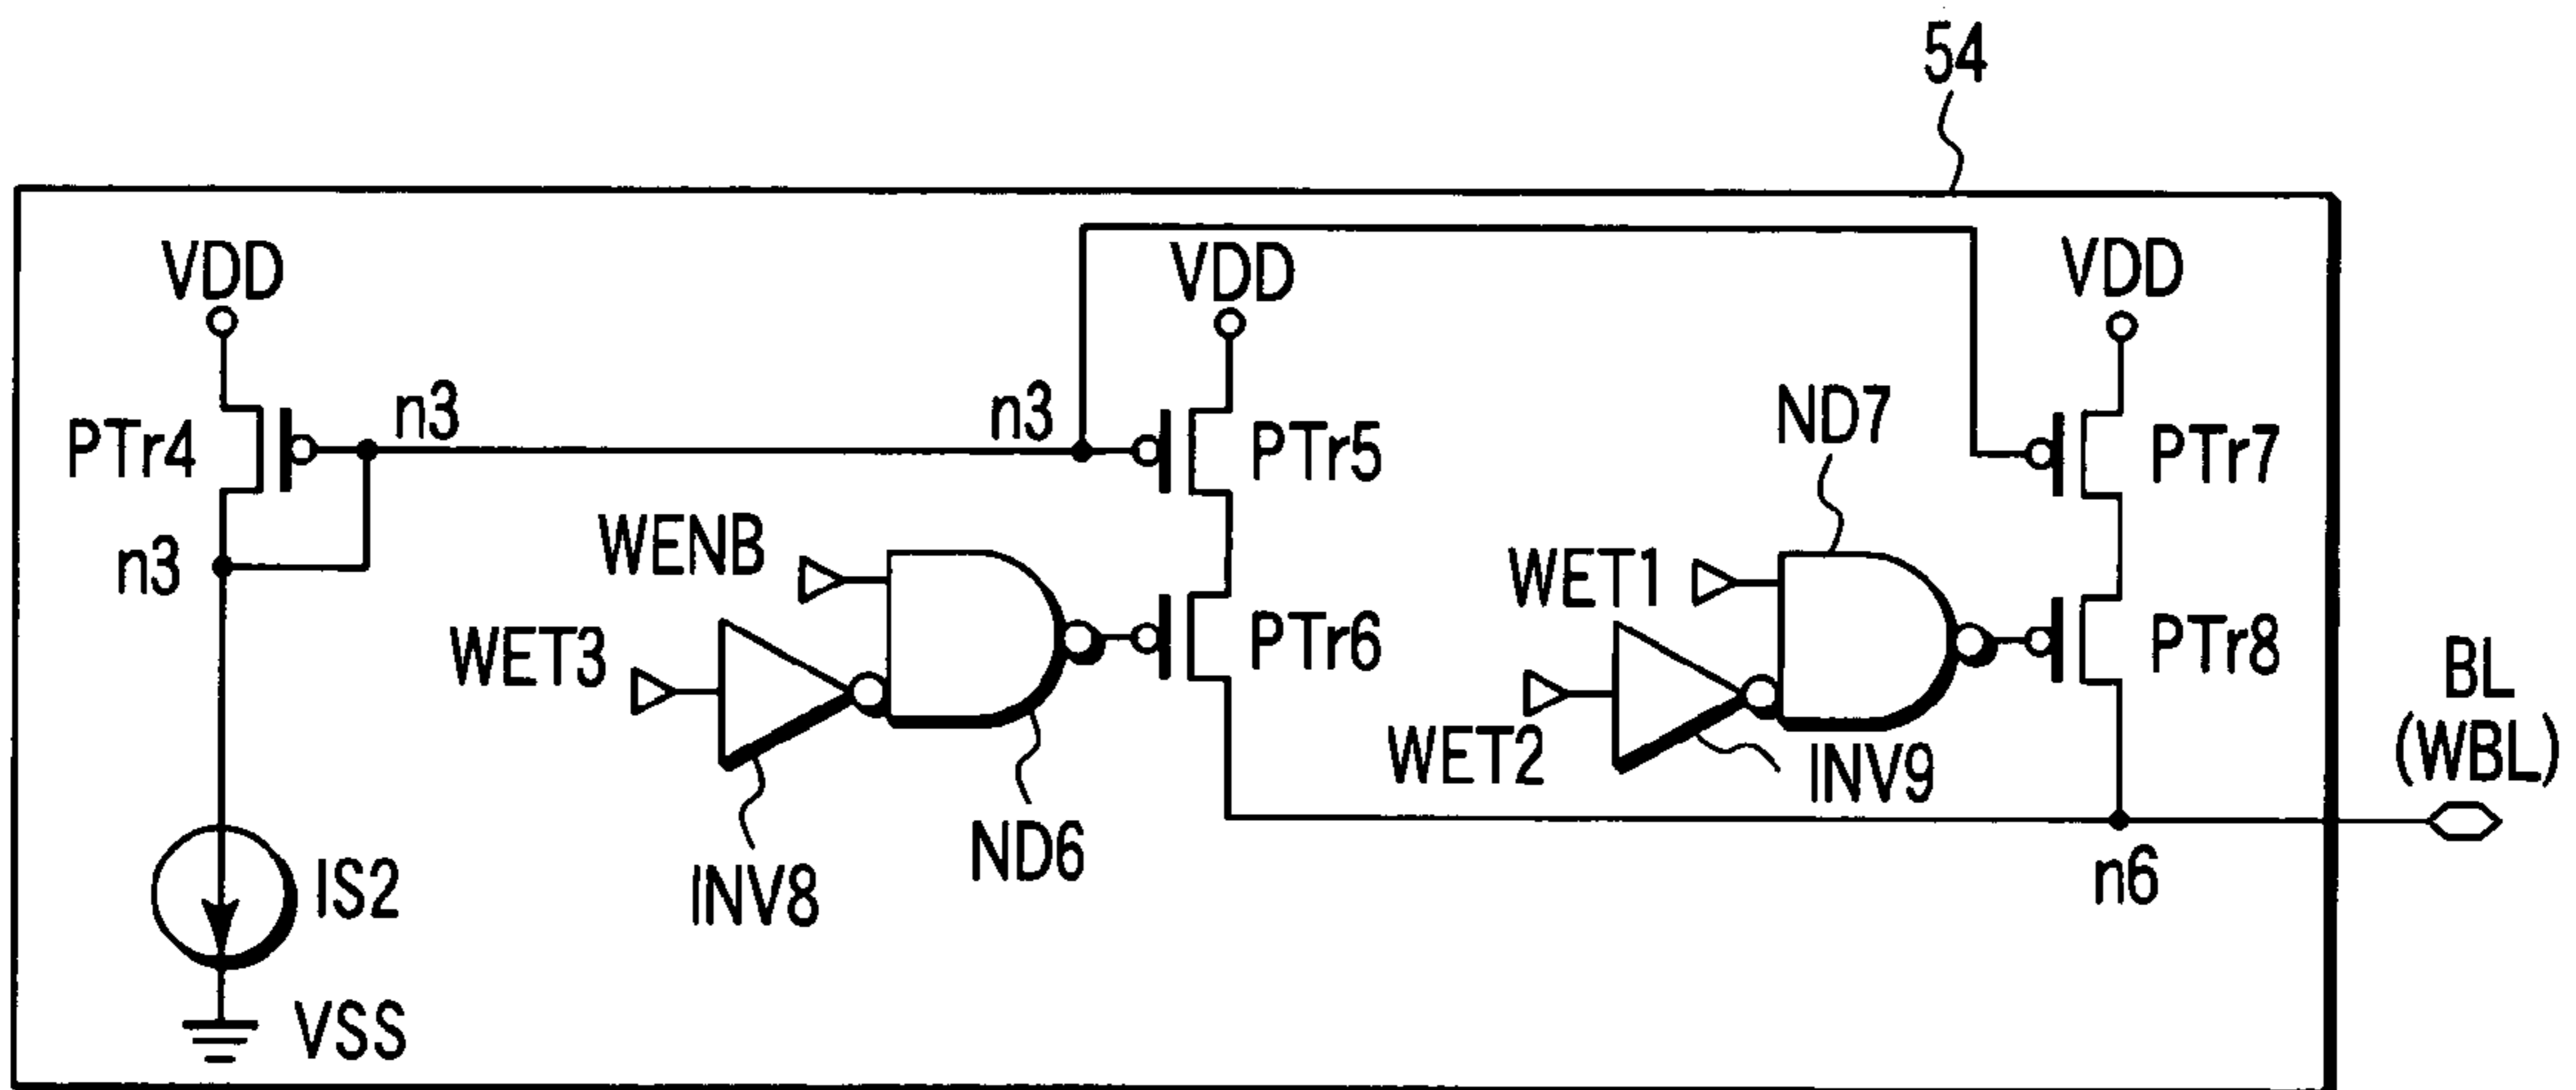 54
VDD
VDD
VDD
PTr4
n3
n3
PTr5
ND7
PTr7
n3
WENB
WET1
WET3
PTr6
PTr8
BL
(WBL)
WET2
INV9
IS2
INV8
ND6
n6
VSS